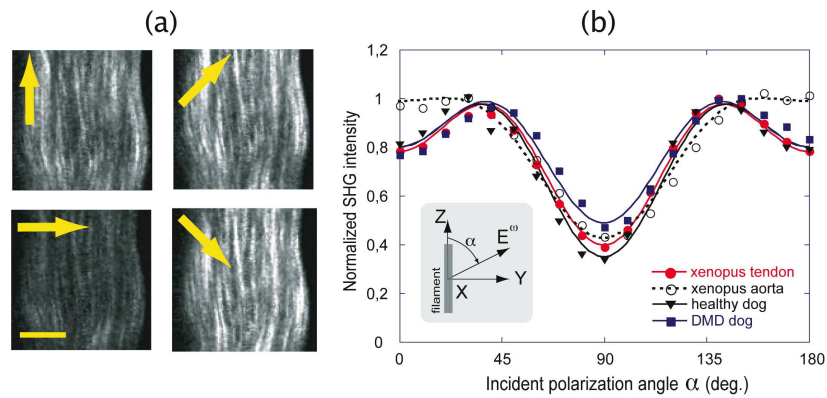 (a)
(b)
Normalized SHG intensity
1,2
1
0,8
0,6
0,4
0,2
0
0
45
90
135
180
Incident polarization angle α (deg.)
Z
α
E^ω
Y
X
filament
xenopus tendon
xenopus aorta
healthy dog
DMD dog